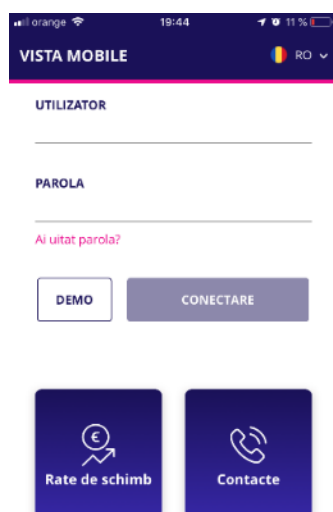 orange 19:44 11 %
VISTA MOBILE RO
UTILIZATOR
PAROLA
Ai uitat parola?
DEMO CONECTARE
€
Rate de schimb Contacte